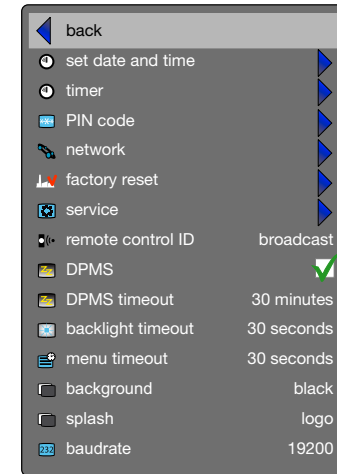 back
set date and time
timer
PIN code
network
factory reset
service
remote control ID broadcast
DPMS
DPMS timeout 30 minutes
backlight timeout 30 seconds
menu timeout 30 seconds
background black
splash logo
232 baudrate 19200